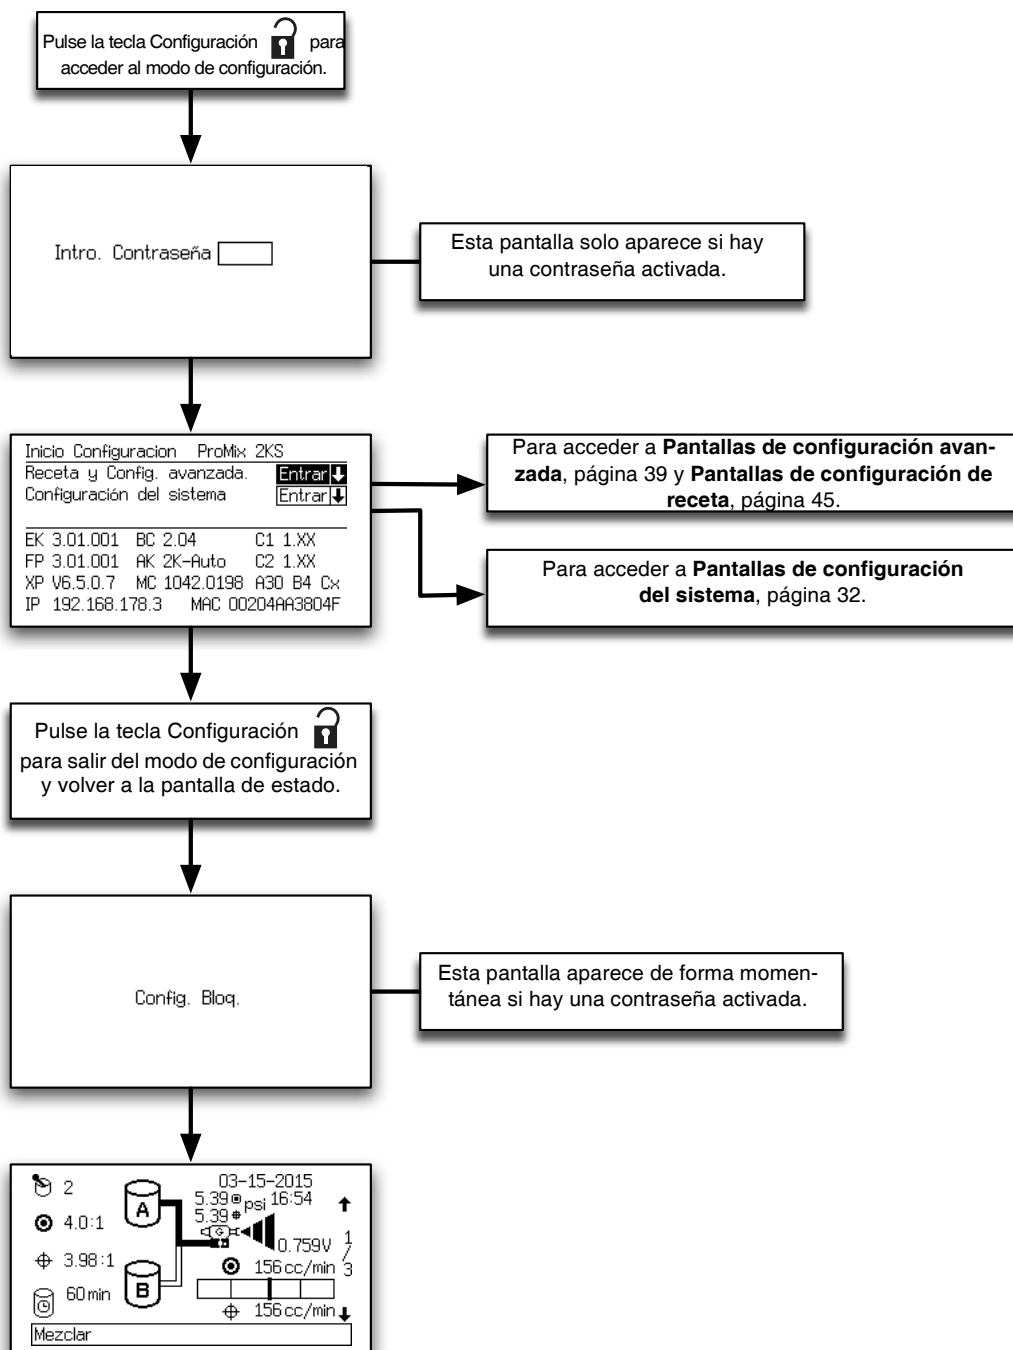 Pulse la tecla Configuración para
acceder al modo de configuración.
Intro. Contraseña
Esta pantalla solo aparece si hay
una contraseña activada.
Inicio Configuracion ProMix 2KS
Receta y Config. avanzada. Entrar
Configuración del sistema Entrar
EK 3.01.001 BC 2.04 C1 1.XX
FP 3.01.001 AK 2K-Auto C2 1.XX
XP V6.5.0.7 MC 1042.0198 A30 B4 Cx
IP 192.168.178.3 MAC 00204AA3804F
Para acceder a Pantallas de configuración avan-
zada, página 39 y Pantallas de configuración de
receta, página 45.
Para acceder a Pantallas de configuración
del sistema, página 32.
Pulse la tecla Configuración
para salir del modo de configuración
y volver a la pantalla de estado.
Config. Bloq.
Esta pantalla aparece de forma momen-
tánea si hay una contraseña activada.
2
4.0:1
3.98:1
60min
A
B
03-15-2015
5.39 psi 16:54
5.39
G
0.759V
1
/
3
156cc/min
156cc/min
Mezclar